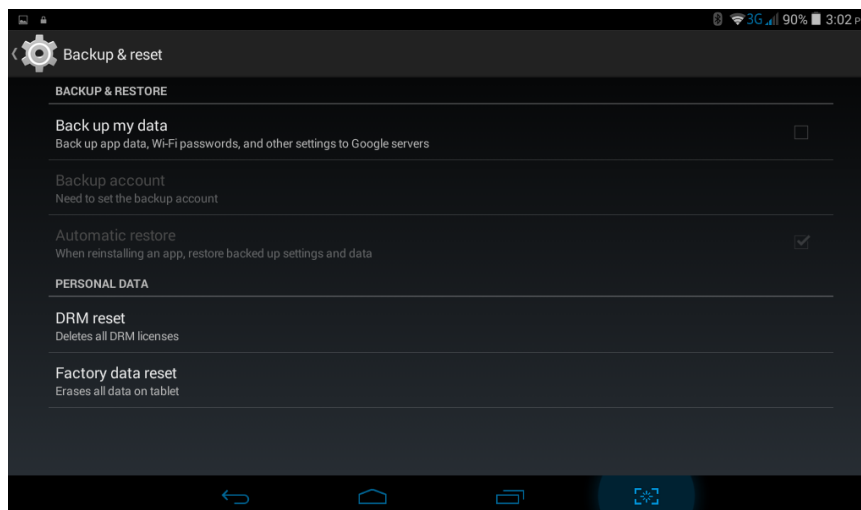 3G 90% 3:02 P
Backup & reset
BACKUP & RESTORE
Back up my data
Back up app data, Wi-Fi passwords, and other settings to Google servers
Backup account
Need to set the backup account
Automatic restore
When reinstalling an app, restore backed up settings and data
PERSONAL DATA
DRM reset
Deletes all DRM licenses
Factory data reset
Erases all data on tablet